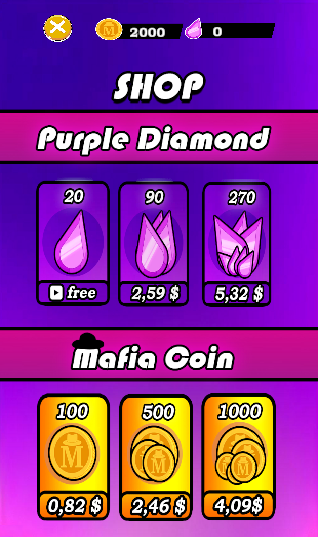 M 2000 0
SHOP
Purple Diamond
20 90 270
free 2,59 $ 5,32 $
Mafia Coin
100 500 1000
M M M
0,82 $ 2,46 $ 4,09$